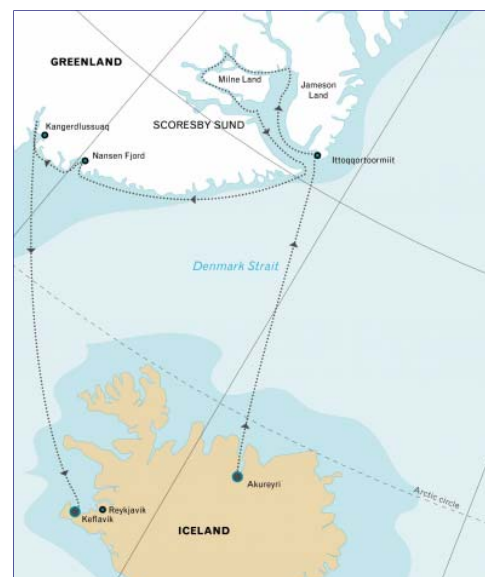 GREENLAND
Milne Land
Jameson
Land
SCORESBY SUND
Kangerdlussuaq
Nansen Fjord
Ittoqqortoormiit
Denmark Strait
Akureyri
Arctic circle
Reykjavik
Keflavik
ICELAND